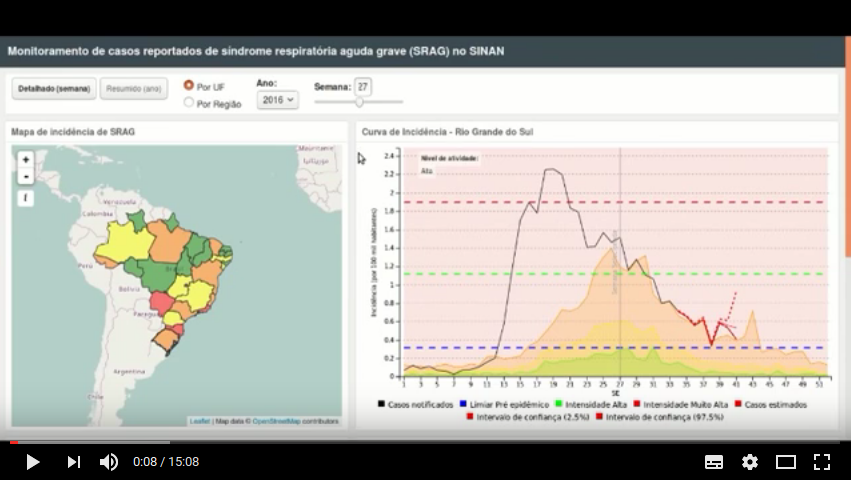 Monitoramento de casos reportados de síndrome respiratória aguda grave (SRAG) no SINAN
Detalhado (semana)
Resumido (ano)
Por UF
Por Região
Ano:
2016
Semana: 27
Mapa de incidência de SRAG
+
-
Venezuela
Colombia
Peru
Bolivia
Paraguay
Argentina
Chile
Leaflet | Map data © OpenStreetMap contributors
Curva de Incidência - Rio Grande do Sul
Nível de atividade:
Alta
Incidência (por 100 mil habitantes)
2.4
2.2
2
1.8
1.6
1.4
1.2
1
0.8
0.6
0.4
0.2
0
1 3 5 7 9 11 13 15 17 19 21 23 25 27 29 31 33 35 37 39 41 43 45 47 49 51
SE
Casos notificados
Limiar Pré epidêmico
Intensidade Alta
Intensidade Muito Alta
Casos estimados
Intervalo de confiança (2.5%)
Intervalo de confiança (97.5%)
0:08 / 15:08